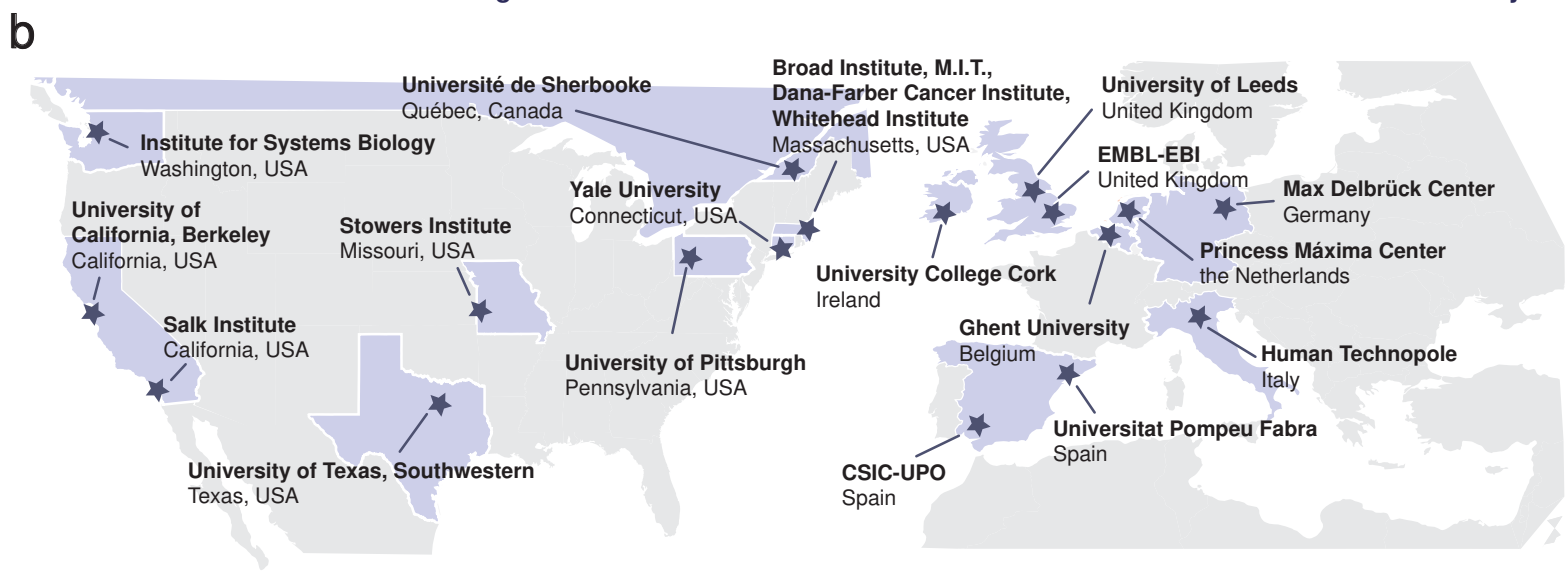 b
Université de Sherbooke
Québec, Canada
Broad Institute, M.I.T.,
Dana-Farber Cancer Institute,
Whitehead Institute
Massachusetts, USA
University of Leeds
United Kingdom
Institute for Systems Biology
Washington, USA
EMBL-EBI
United Kingdom
Yale University
Connecticut, USA
Max Delbrück Center
Germany
University of
California, Berkeley
California, USA
Stowers Institute
Missouri, USA
Princess Máxima Center
the Netherlands
University College Cork
Ireland
Salk Institute
California, USA
Ghent University
Belgium
University of Pittsburgh
Pennsylvania, USA
Human Technopole
Italy
Universitat Pompeu Fabra
Spain
University of Texas, Southwestern
Texas, USA
CSIC-UPO
Spain